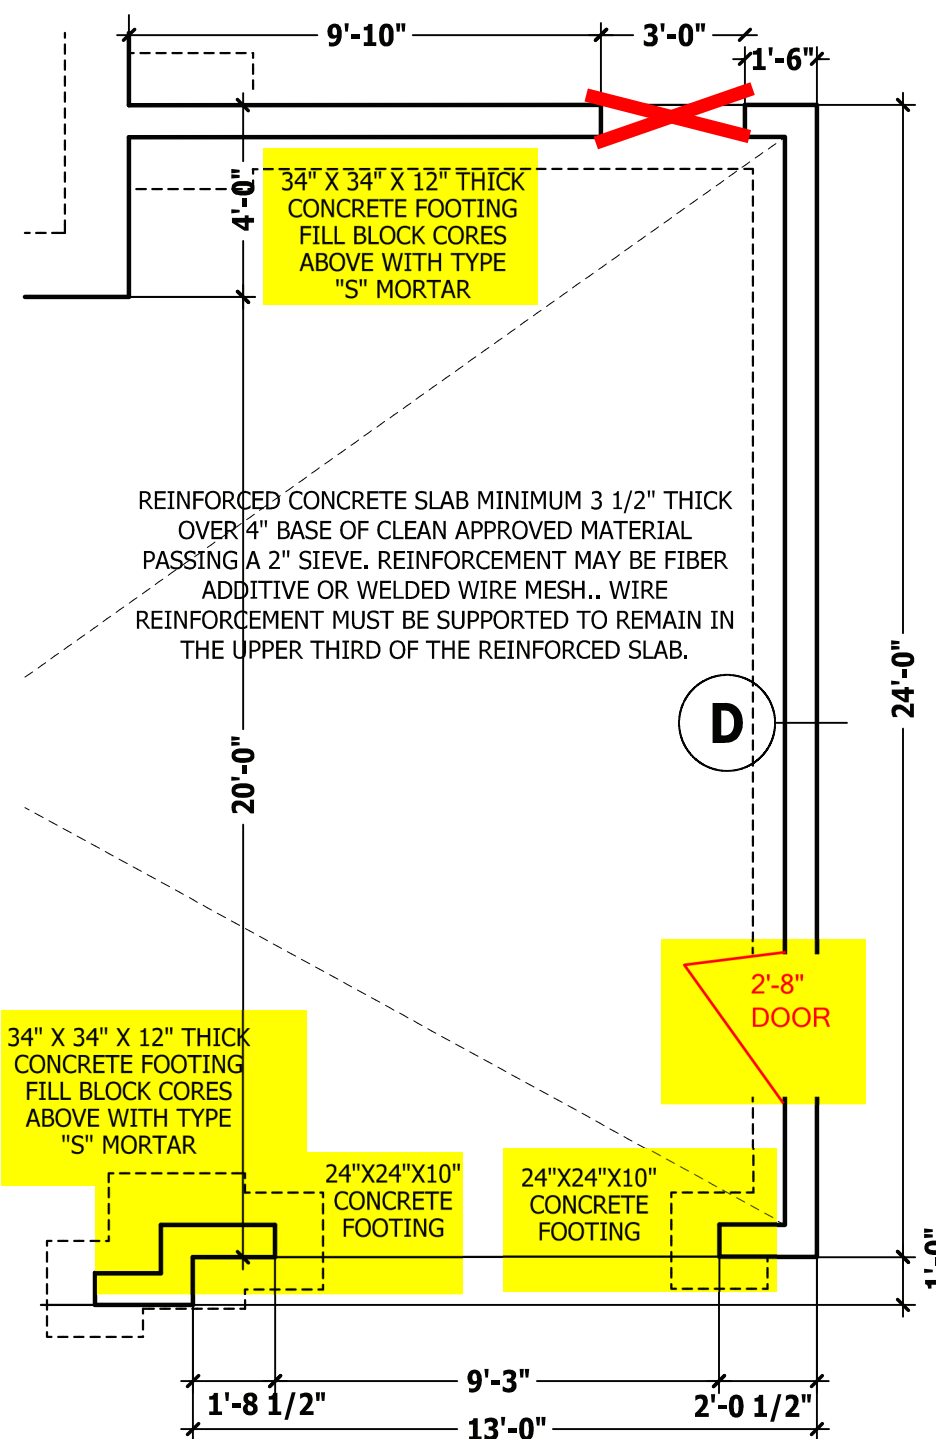 9'-10"
3'-0"
1'-6"
4'-0"
34" X 34" X 12" THICK
CONCRETE FOOTING
FILL BLOCK CORES
ABOVE WITH TYPE
"S" MORTAR
REINFORCED CONCRETE SLAB MINIMUM 3 1/2" THICK
OVER 4" BASE OF CLEAN APPROVED MATERIAL
PASSING A 2" SIEVE. REINFORCEMENT MAY BE FIBER
ADDITIVE OR WELDED WIRE MESH.. WIRE
REINFORCEMENT MUST BE SUPPORTED TO REMAIN IN
THE UPPER THIRD OF THE REINFORCED SLAB.
24'-0"
D
20'-0"
2'-8"
DOOR
34" X 34" X 12" THICK
CONCRETE FOOTING
FILL BLOCK CORES
ABOVE WITH TYPE
"S" MORTAR
24"X24"X10"
CONCRETE
FOOTING
24"X24"X10"
CONCRETE
FOOTING
1'-0"
9'-3"
1'-8 1/2"
2'-0 1/2"
13'-0"